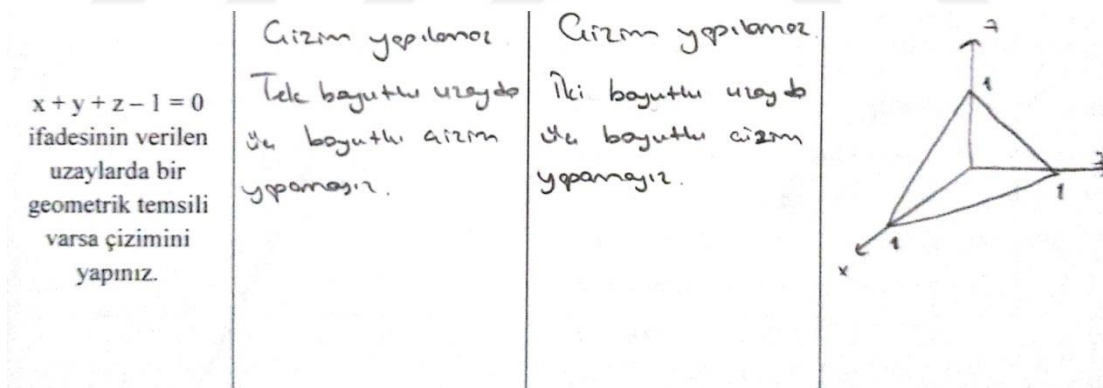 x + y + z – 1 = 0
ifadesinin verilen
uzaylarda bir
geometrik temsili
varsa çizimini
yapınız.
Çizim yapılamaz.
Tek boyutlu uzayda
üç boyutlu çizim
yapamayız.
Çizim yapılamaz.
İki boyutlu uzayda
üç boyutlu çizim
yapamayız.
1
1
1
x